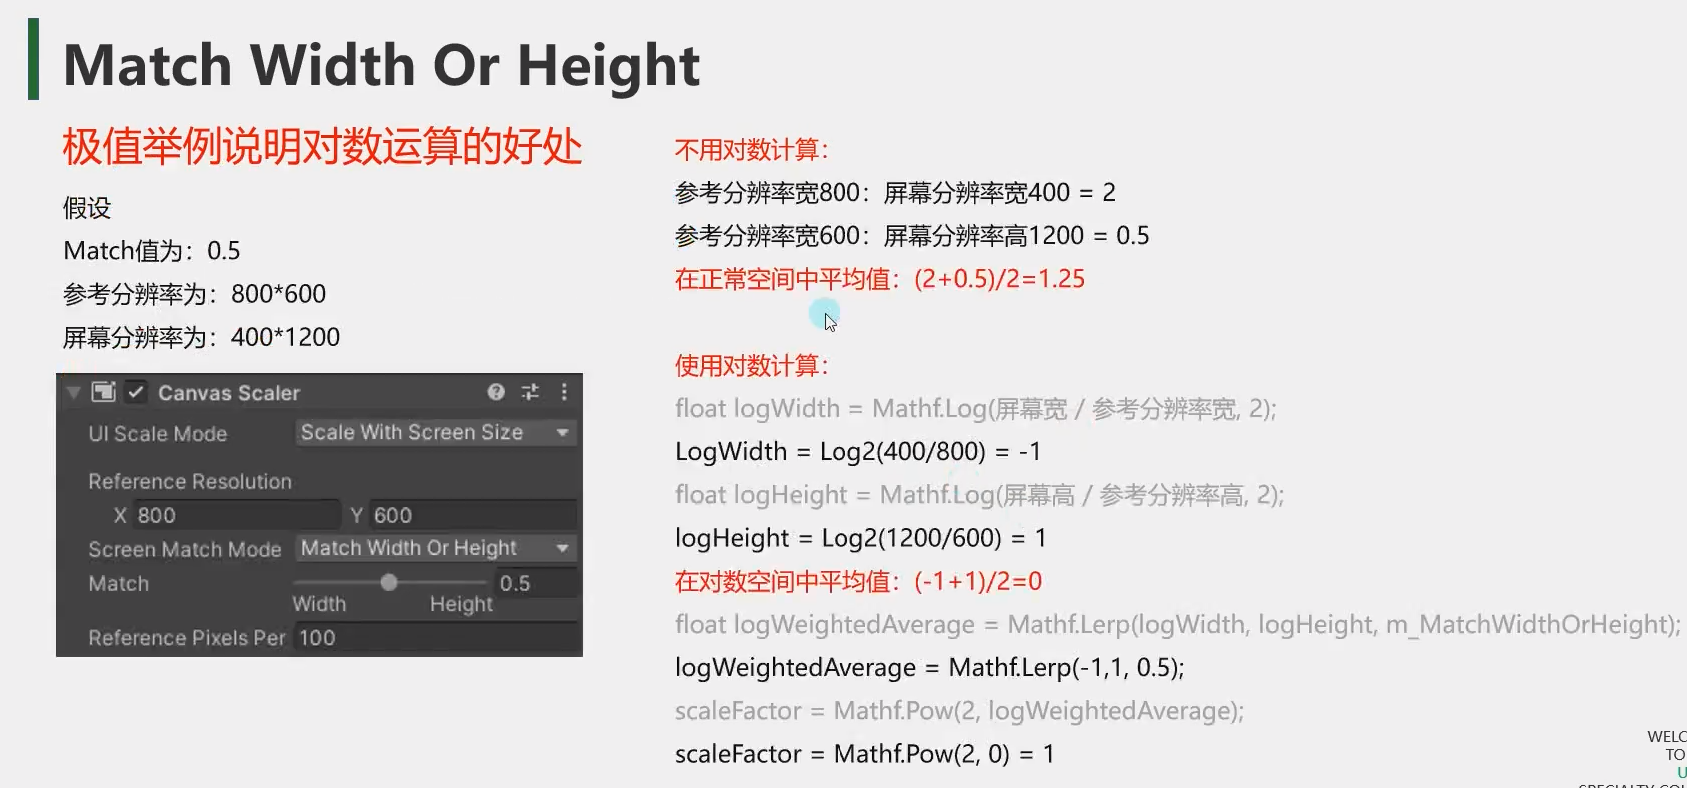 Match Width Or Height
极值举例说明对数运算的好处
假设
Match值为：0.5
参考分辨率为：800*600
屏幕分辨率为：400*1200
Canvas Scaler
UI Scale Mode Scale With Screen Size
Reference Resolution
X 800 Y 600
Screen Match Mode Match Width Or Height
Match 0.5
Width Height
Reference Pixels Per 100
不用对数计算：
参考分辨率宽800：屏幕分辨率宽400 = 2
参考分辨率宽600：屏幕分辨率高1200 = 0.5
在正常空间中平均值：(2+0.5)/2=1.25
使用对数计算：
float logWidth = Mathf.Log(屏幕宽 / 参考分辨率宽, 2);
LogWidth = Log2(400/800) = -1
float logHeight = Mathf.Log(屏幕高 / 参考分辨率高, 2);
logHeight = Log2(1200/600) = 1
在对数空间中平均值：(-1+1)/2=0
float logWeightedAverage = Mathf.Lerp(logWidth, logHeight, m_MatchWidthOrHeight);
logWeightedAverage = Mathf.Lerp(-1,1, 0.5);
scaleFactor = Mathf.Pow(2, logWeightedAverage);
scaleFactor = Mathf.Pow(2, 0) = 1
WELC
TO
U